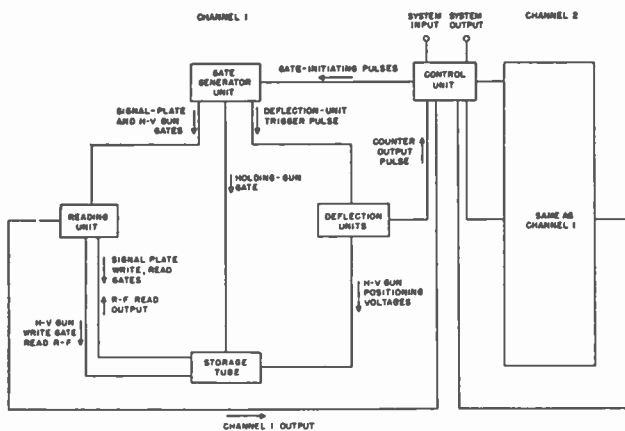 CHANNEL 1
SYSTEM INPUT
SYSTEM OUTPUT
CHANNEL 2
GATE GENERATOR UNIT
GATE-INITIATING PULSES
CONTROL UNIT
SIGNAL-PLATE AND H-V GUN GATES
DEFLECTION-UNIT TRIGGER PULSE
COUNTER OUTPUT PULSE
HOLDING-GUN GATE
READING UNIT
DEFLECTION UNITS
SAME AS CHANNEL 1
SIGNAL PLATE WRITE, READ GATES
R-F READ OUTPUT
H-V GUN POSITIONING VOLTAGES
H-V GUN WRITE GATE READ R-F
STORAGE TUBE
CHANNEL 1 OUTPUT